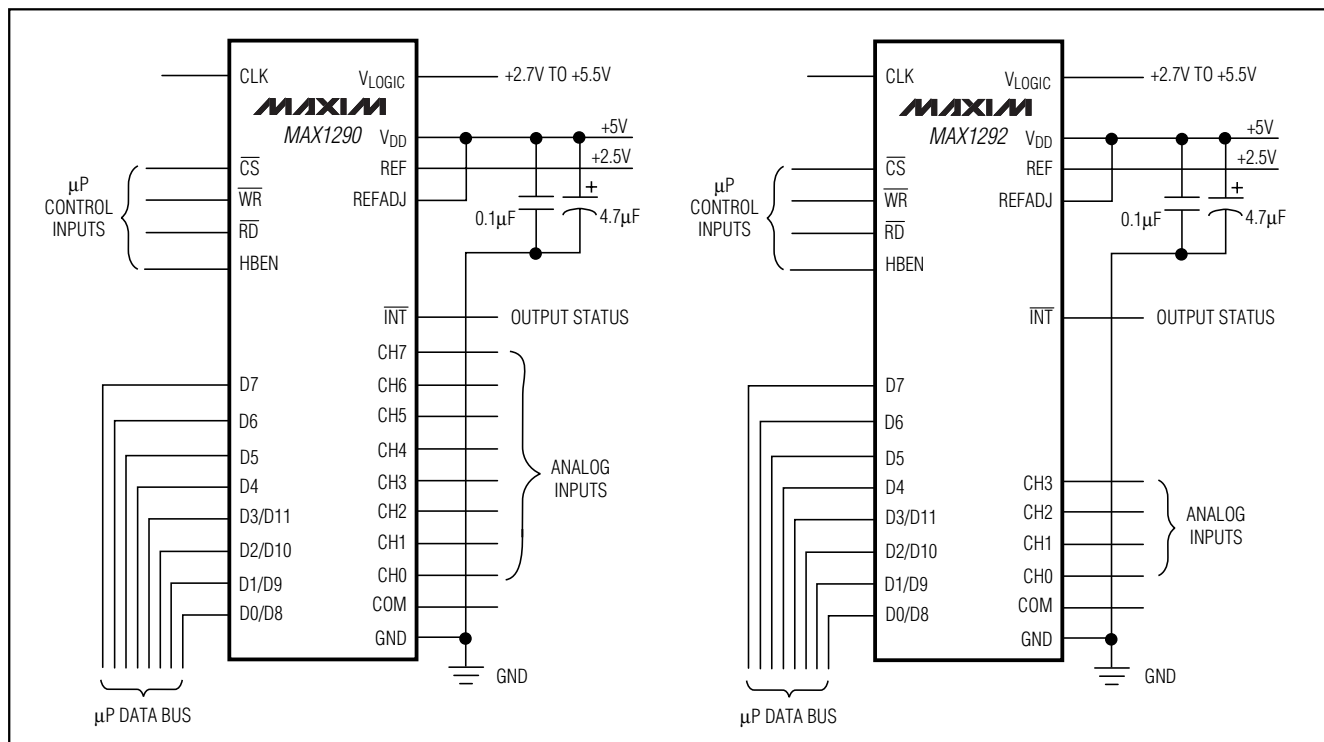 CLK
VLOGIC
+2.7V TO +5.5V
MAXIM
MAX1290
VDD
+5V
REF
+2.5V
REFADJ
CS
WR
RD
HBEN
µP
CONTROL
INPUTS
0.1µF
+
4.7µF
INT
OUTPUT STATUS
CH7
CH6
CH5
CH4
CH3
CH2
CH1
CH0
ANALOG
INPUTS
COM
GND
GND
D7
D6
D5
D4
D3/D11
D2/D10
D1/D9
D0/D8
µP DATA BUS
CLK
VLOGIC
+2.7V TO +5.5V
MAXIM
MAX1292
VDD
+5V
REF
+2.5V
REFADJ
CS
WR
RD
HBEN
µP
CONTROL
INPUTS
0.1µF
+
4.7µF
INT
OUTPUT STATUS
CH3
CH2
CH1
CH0
ANALOG
INPUTS
COM
GND
GND
D7
D6
D5
D4
D3/D11
D2/D10
D1/D9
D0/D8
µP DATA BUS